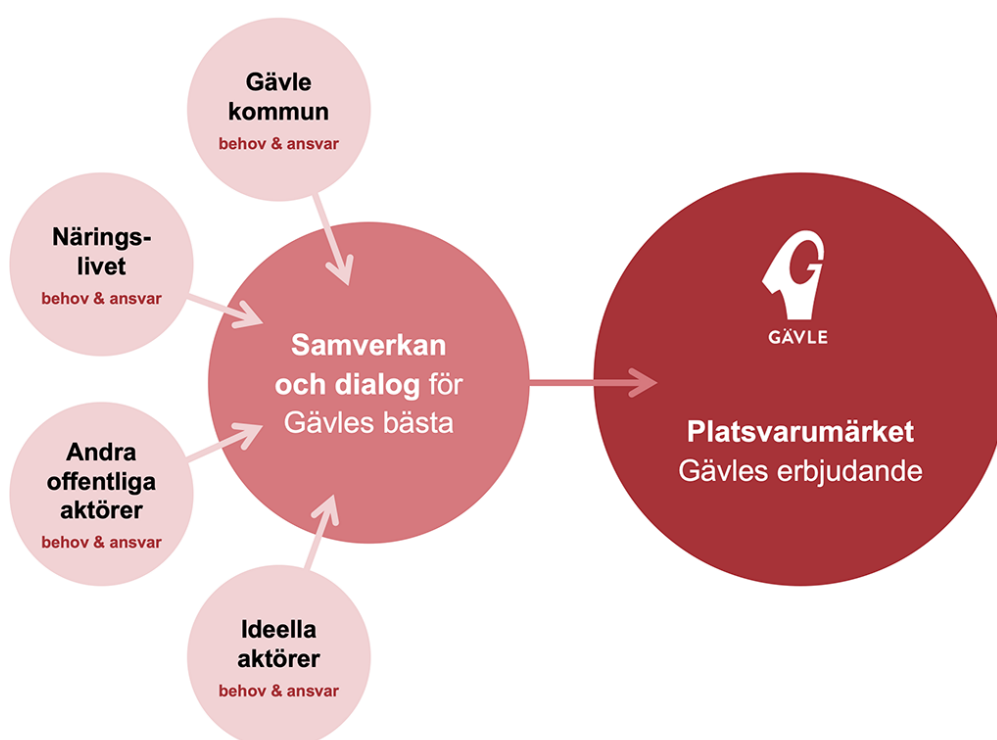 Gävle
kommun
behov & ansvar
Närings-
livet
behov & ansvar
Andra
offentliga
aktörer
behov & ansvar
Ideella
aktörer
behov & ansvar
Samverkan
och dialog för
Gävles bästa
GÄVLE
Platsvarumärket
Gävles erbjudande